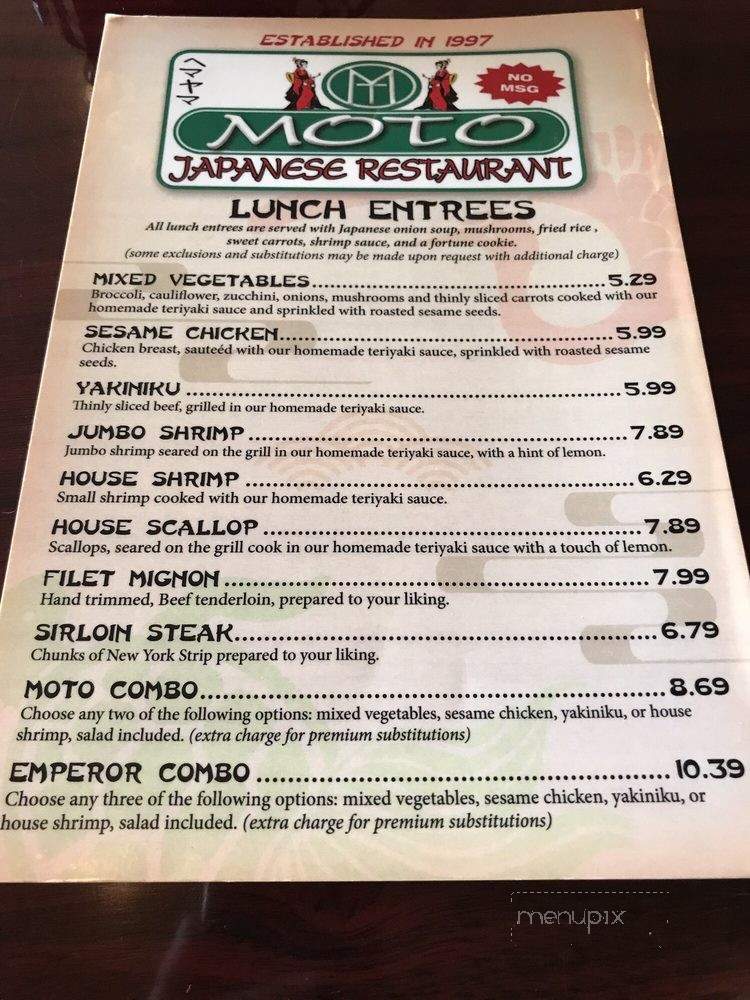 ESTABLISHED IN 1997
ヘマヤマ
NO
MSG
MOTO
JAPANESE RESTAURANT
LUNCH ENTREES
All lunch entrees are served with Japanese onion soup, mushrooms, fried rice ,
sweet carrots, shrimp sauce, and a fortune cookie.
(some exclusions and substitutions may be made upon request with additional charge)
MIXED VEGETABLES 5.29
Broccoli, cauliflower, zucchini, onions, mushrooms and thinly sliced carrots cooked with our
homemade teriyaki sauce and sprinkled with roasted sesame seeds.
SESAME CHICKEN 5.99
Chicken breast, sauteéd with our homemade teriyaki sauce, sprinkled with roasted sesame
seeds.
YAKINIKU 5.99
Thinly sliced beef, grilled in our homemade teriyaki sauce.
JUMBO SHRIMP 7.89
Jumbo shrimp seared on the grill in our homemade teriyaki sauce, with a hint of lemon.
HOUSE SHRIMP 6.29
Small shrimp cooked with our homemade teriyaki sauce.
HOUSE SCALLOP 7.89
Scallops, seared on the grill cook in our homemade teriyaki sauce with a touch of lemon.
FILET MIGNON 7.99
Hand trimmed, Beef tenderloin, prepared to your liking.
SIRLOIN STEAK 6.79
Chunks of New York Strip prepared to your liking.
MOTO COMBO 8.69
Choose any two of the following options: mixed vegetables, sesame chicken, yakiniku, or house
shrimp, salad included. (extra charge for premium substitutions)
EMPEROR COMBO 10.39
Choose any three of the following options: mixed vegetables, sesame chicken, yakiniku, or
house shrimp, salad included. (extra charge for premium substitutions)
menupix